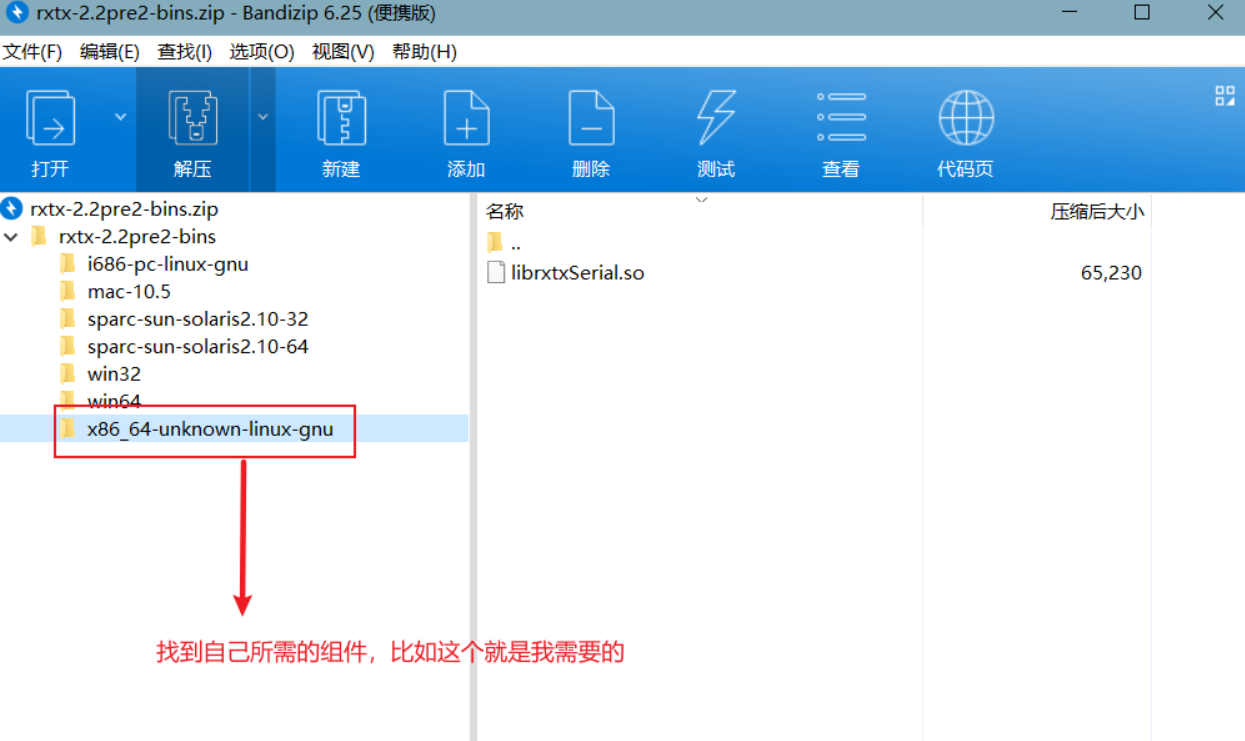 rxtx-2.2pre2-bins.zip - Bandizip 6.25 (便携版)
文件(F) 编辑(E) 查找(I) 选项(O) 视图(V) 帮助(H)
打开 解压 新建 添加 删除 测试 查看 代码页
rxtx-2.2pre2-bins.zip
rxtx-2.2pre2-bins
i686-pc-linux-gnu
mac-10.5
sparc-sun-solaris2.10-32
sparc-sun-solaris2.10-64
win32
win64
x86_64-unknown-linux-gnu
名称 压缩后大小
..
librxtxSerial.so 65,230
找到自己所需的组件，比如这个就是我需要的